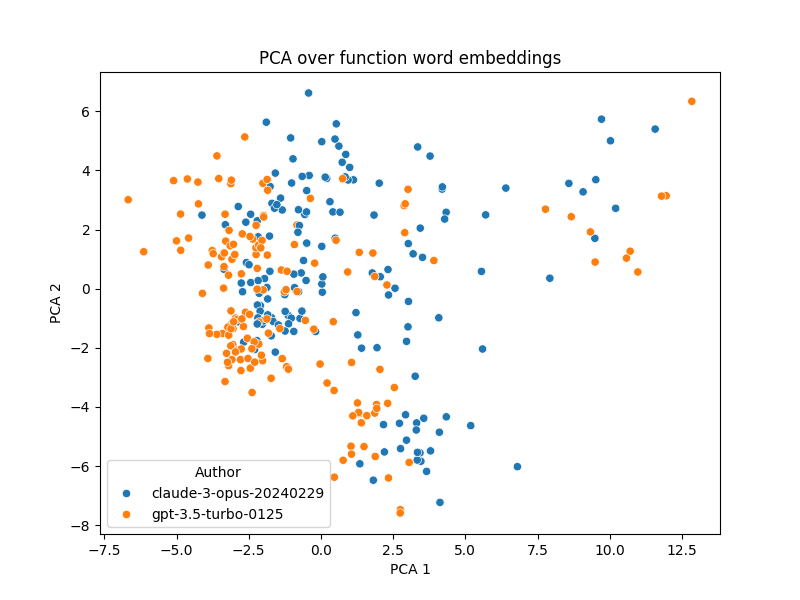 PCA over function word embeddings
PCA 2
6
4
2
0
−2
−4
−6
−8
Author
claude-3-opus-20240229
gpt-3.5-turbo-0125
−7.5 −5.0 −2.5 0.0 2.5 5.0 7.5 10.0 12.5
PCA 1